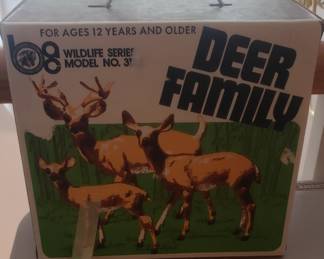 FOR AGES 12 YEARS AND OLDER
WILDLIFE SERIES
MODEL NO.
DEER
FAMILY